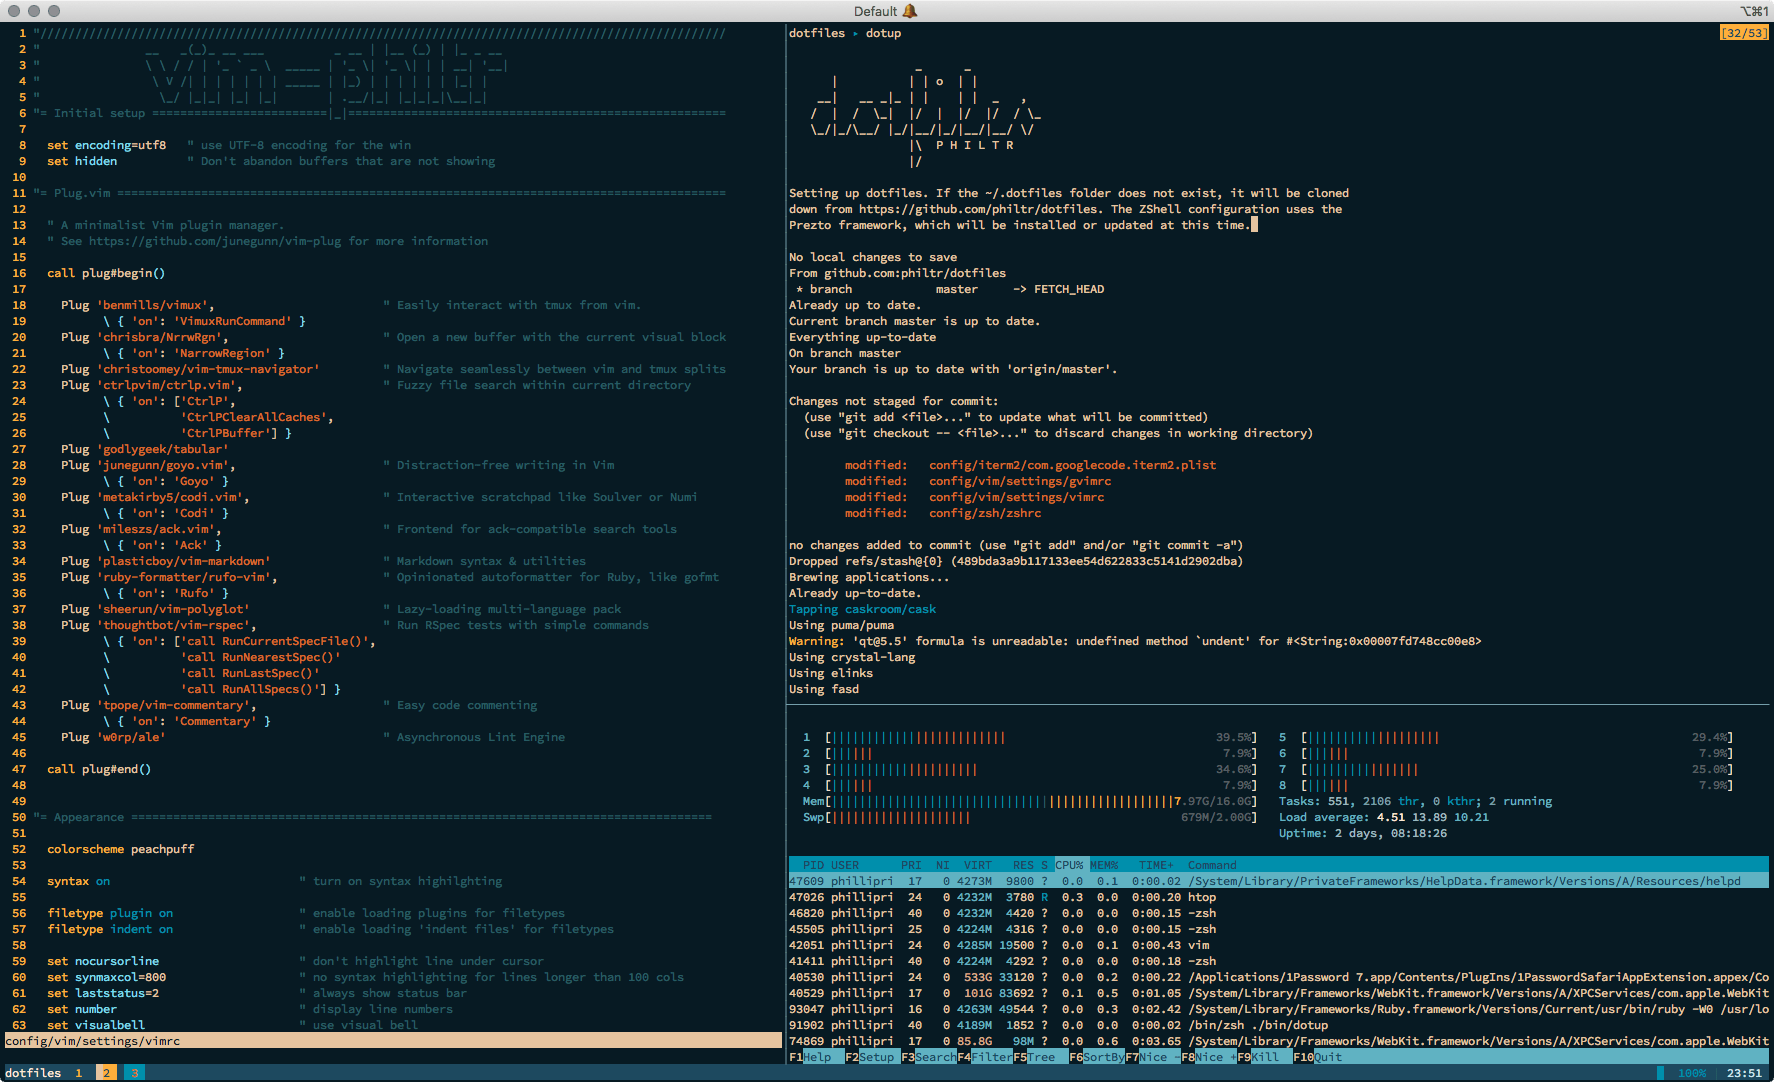 Default 🔔
⌥⌘1
1 "//////////////////////////////////////////////////////////////////////////////////////////////////
2 "
3 "
4 "
5 "
6 "= Initial setup =========================|_|======================================================
7
8 set encoding=utf8 " use UTF-8 encoding for the win
9 set hidden " Don't abandon buffers that are not showing
10
11 "= Plug.vim =======================================================================================
12
13 " A minimalist Vim plugin manager.
14 " See https://github.com/junegunn/vim-plug for more information
15
16 call plug#begin()
17
18 Plug 'benmills/vimux', " Easily interact with tmux from vim.
19 \ { 'on': 'VimuxRunCommand' }
20 Plug 'chrisbra/NrrwRgn', " Open a new buffer with the current visual block
21 \ { 'on': 'NarrowRegion' }
22 Plug 'christoomey/vim-tmux-navigator' " Navigate seamlessly between vim and tmux splits
23 Plug 'ctrlpvim/ctrlp.vim', " Fuzzy file search within current directory
24 \ { 'on': ['CtrlP',
25 \ 'CtrlPClearAllCaches',
26 \ 'CtrlPBuffer'] }
27 Plug 'godlygeek/tabular'
28 Plug 'junegunn/goyo.vim', " Distraction-free writing in Vim
29 \ { 'on': 'Goyo' }
30 Plug 'metakirby5/codi.vim', " Interactive scratchpad like Soulver or Numi
31 \ { 'on': 'Codi' }
32 Plug 'mileszs/ack.vim', " Frontend for ack-compatible search tools
33 \ { 'on': 'Ack' }
34 Plug 'plasticboy/vim-markdown' " Markdown syntax & utilities
35 Plug 'ruby-formatter/rufo-vim', " Opinionated autoformatter for Ruby, like gofmt
36 \ { 'on': 'Rufo' }
37 Plug 'sheerun/vim-polyglot' " Lazy-loading multi-language pack
38 Plug 'thoughtbot/vim-rspec', " Run RSpec tests with simple commands
39 \ { 'on': ['call RunCurrentSpecFile()',
40 \ 'call RunNearestSpec()'
41 \ 'call RunLastSpec()'
42 \ 'call RunAllSpecs()'] }
43 Plug 'tpope/vim-commentary', " Easy code commenting
44 \ { 'on': 'Commentary' }
45 Plug 'w0rp/ale' " Asynchronous Lint Engine
46
47 call plug#end()
48
49
50 "= Appearance ===================================================================================
51
52 colorscheme peachpuff
53
54 syntax on " turn on syntax highilghting
55
56 filetype plugin on " enable loading plugins for filetypes
57 filetype indent on " enable loading 'indent files' for filetypes
58
59 set nocursorline " don't highlight line under cursor
60 set synmaxcol=800 " no syntax highlighting for lines longer than 100 cols
61 set laststatus=2 " always show status bar
62 set number " display line numbers
63 set visualbell " use visual bell
config/vim/settings/vimrc
dotfiles ▸ dotup [32/53]
PHILTR
Setting up dotfiles. If the ~/.dotfiles folder does not exist, it will be cloned
down from https://github.com/philtr/dotfiles. The ZShell configuration uses the
Prezto framework, which will be installed or updated at this time.
No local changes to save
From github.com:philtr/dotfiles
* branch master -> FETCH_HEAD
Already up to date.
Current branch master is up to date.
Everything up-to-date
On branch master
Your branch is up to date with 'origin/master'.
Changes not staged for commit:
(use "git add <file>..." to update what will be committed)
(use "git checkout -- <file>..." to discard changes in working directory)
modified: config/iterm2/com.googlecode.iterm2.plist
modified: config/vim/settings/gvimrc
modified: config/vim/settings/vimrc
modified: config/zsh/zshrc
no changes added to commit (use "git add" and/or "git commit -a")
Dropped refs/stash@{0} (489bda3a9b117133ee54d622833c5141d2902dba)
Brewing applications...
Already up-to-date.
Tapping caskroom/cask
Using puma/puma
Warning: 'qt@5.5' formula is unreadable: undefined method `undent' for #<String:0x00007fd748cc00e8>
Using crystal-lang
Using elinks
Using fasd
1 [39.5%] 5 [29.4%]
2 [7.9%] 6 [7.9%]
3 [34.6%] 7 [25.0%]
4 [7.9%] 8 [7.9%]
Mem[7.97G/16.0G] Tasks: 551, 2106 thr, 0 kthr; 2 running
Swp[679M/2.00G] Load average: 4.51 13.89 10.21
Uptime: 2 days, 08:18:26
PID USER PRI NI VIRT RES S CPU% MEM% TIME+ Command
47609 phillipri 17 0 4273M 9800 ? 0.0 0.1 0:00.02 /System/Library/PrivateFrameworks/HelpData.framework/Versions/A/Resources/helpd
47026 phillipri 24 0 4232M 3780 R 0.3 0.0 0:00.20 htop
46820 phillipri 40 0 4232M 4420 ? 0.0 0.0 0:00.15 -zsh
45505 phillipri 25 0 4224M 4316 ? 0.0 0.0 0:00.15 -zsh
42051 phillipri 24 0 4285M 19500 ? 0.0 0.1 0:00.43 vim
41411 phillipri 40 0 4224M 4292 ? 0.0 0.0 0:00.18 -zsh
40530 phillipri 24 0 533G 33120 ? 0.0 0.2 0:00.22 /Applications/1Password 7.app/Contents/PlugIns/1PasswordSafariAppExtension.appex/Co
40529 phillipri 17 0 101G 83692 ? 0.1 0.5 0:01.05 /System/Library/Frameworks/WebKit.framework/Versions/A/XPCServices/com.apple.WebKit
93047 phillipri 16 0 4263M 49544 ? 0.0 0.3 0:02.42 /System/Library/Frameworks/Ruby.framework/Versions/Current/usr/bin/ruby -W0 /usr/lo
91902 phillipri 40 0 4189M 1852 ? 0.0 0.0 0:00.02 /bin/zsh ./bin/dotup
74869 phillipri 17 0 85.8G 98M ? 0.0 0.6 0:03.65 /System/Library/Frameworks/WebKit.framework/Versions/A/XPCServices/com.apple.WebKit
F1Help F2Setup F3SearchF4FilterF5Tree F6SortByF7Nice -F8Nice +F9Kill F10Quit
dotfiles 1 2 3 100% 23:51